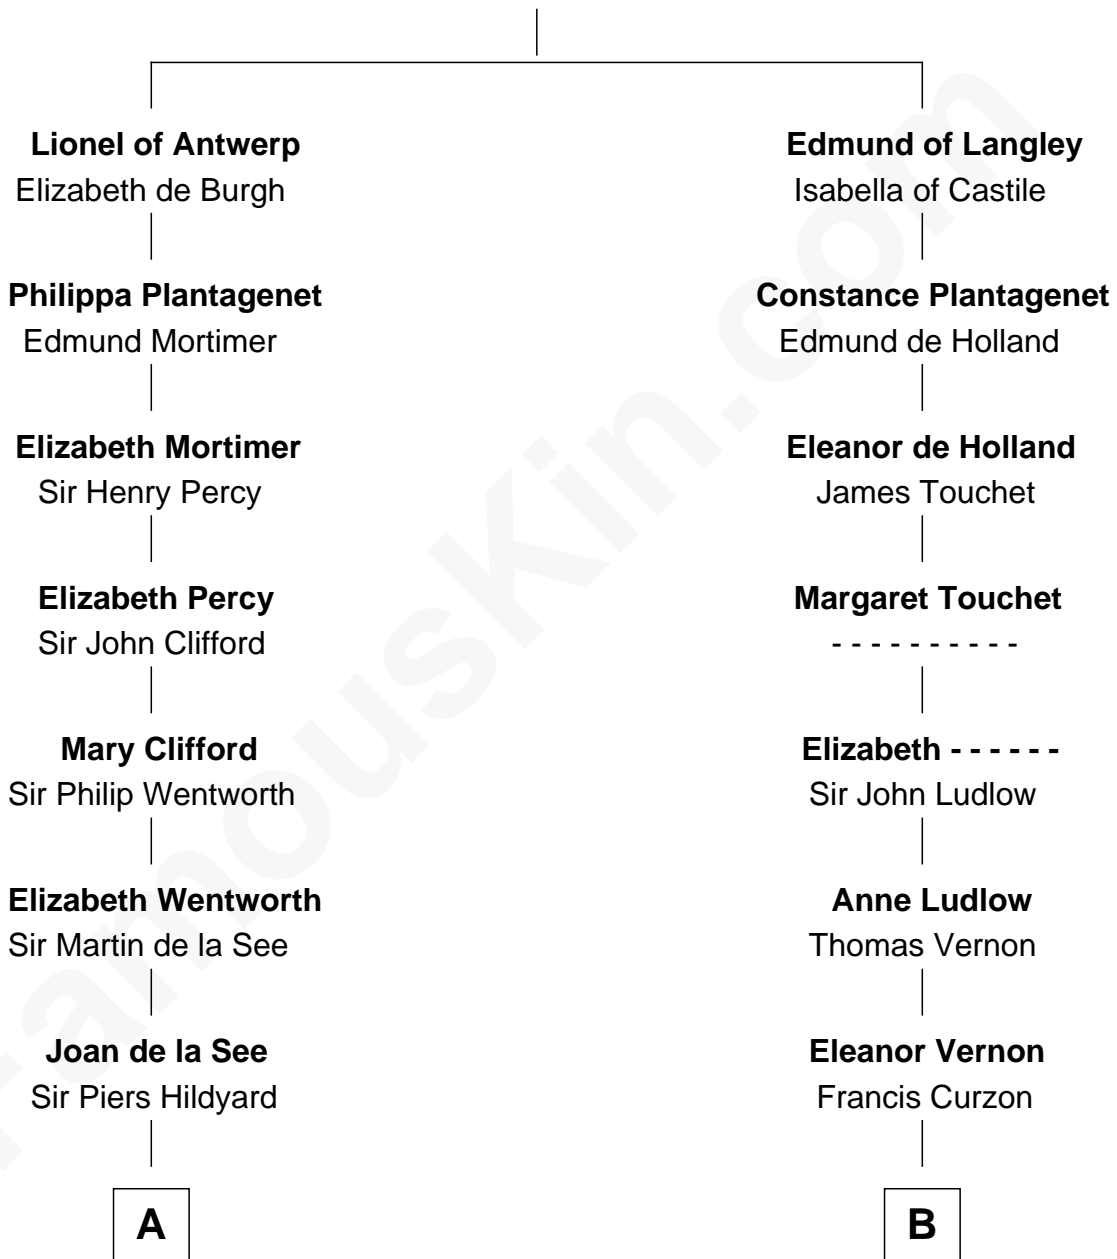 Lionel of Antwerp
Elizabeth de Burgh
Philippa Plantagenet
Edmund Mortimer
Elizabeth Mortimer
Sir Henry Percy
Elizabeth Percy
Sir John Clifford
Mary Clifford
Sir Philip Wentworth
Elizabeth Wentworth
Sir Martin de la See
Joan de la See
Sir Piers Hildyard
A
Edmund of Langley
Isabella of Castile
Constance Plantagenet
Edmund de Holland
Eleanor de Holland
James Touchet
Margaret Touchet
- - - - - - - - - -
Elizabeth - - - - - -
Sir John Ludlow
Anne Ludlow
Thomas Vernon
Eleanor Vernon
Francis Curzon
B
FamousKin.com